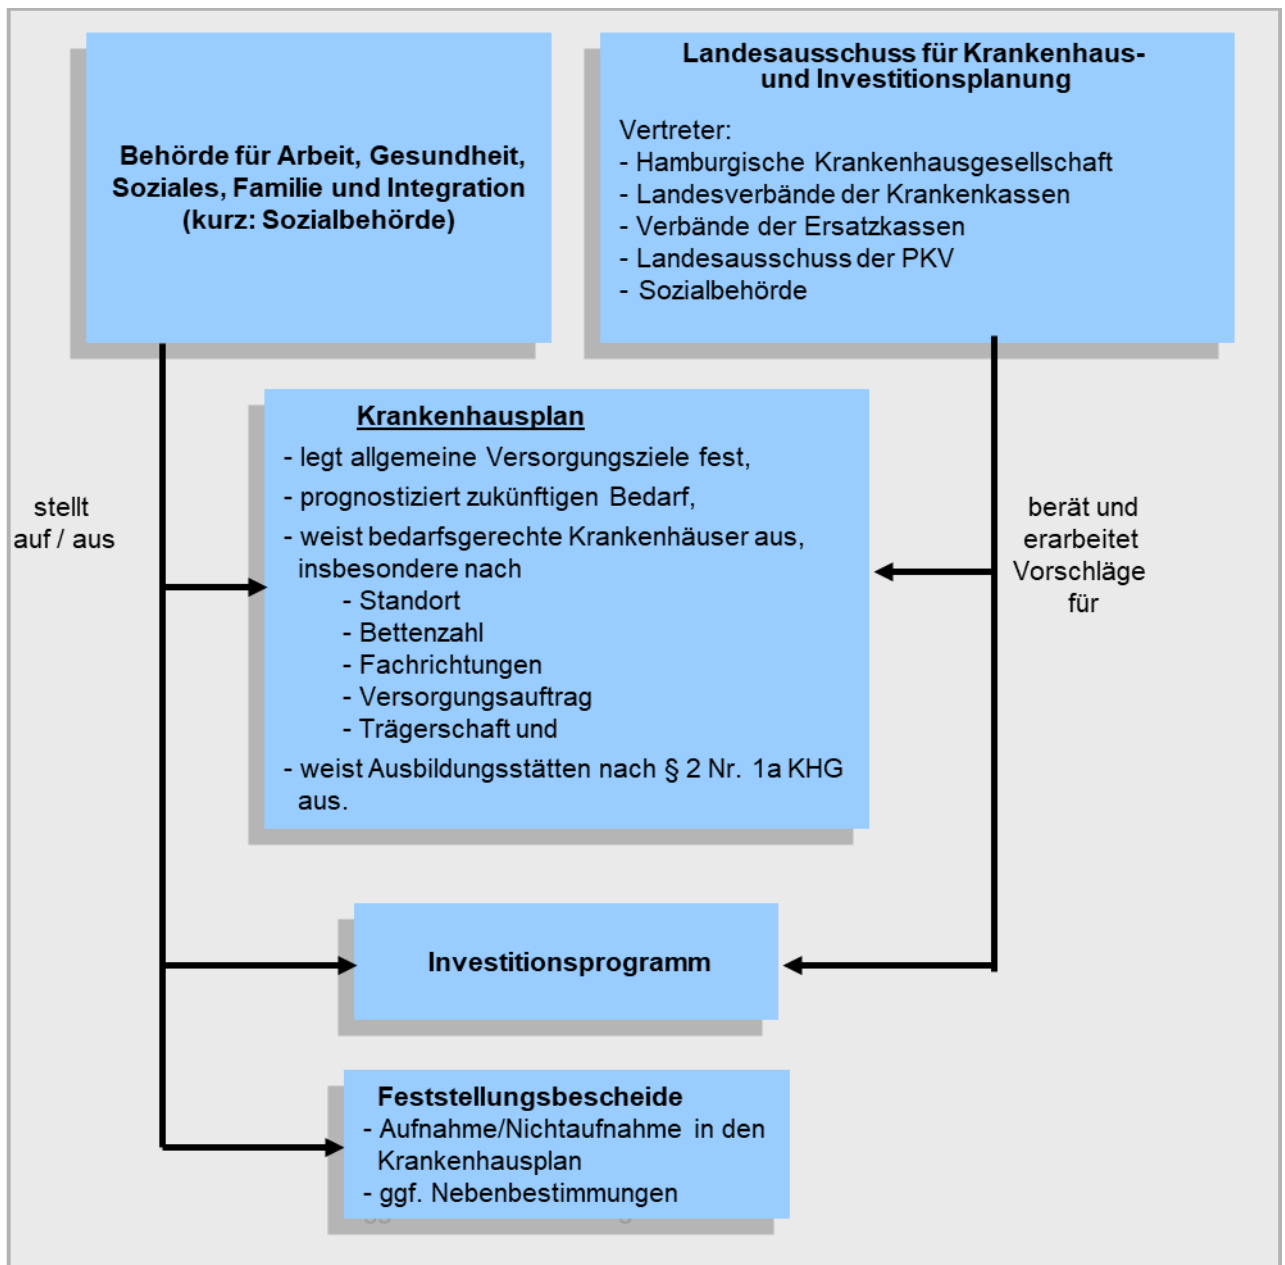 Behörde für Arbeit, Gesundheit,
Soziales, Familie und Integration
(kurz: Sozialbehörde)
Landesausschuss für Krankenhaus-
und Investitionsplanung
Vertreter:
- Hamburgische Krankenhausgesellschaft
- Landesverbände der Krankenkassen
- Verbände der Ersatzkassen
- Landesausschuss der PKV
- Sozialbehörde
stellt
auf / aus
Krankenhausplan
- legt allgemeine Versorgungsziele fest,
- prognostiziert zukünftigen Bedarf,
- weist bedarfsgerechte Krankenhäuser aus,
insbesondere nach
- Standort
- Bettenzahl
- Fachrichtungen
- Versorgungsauftrag
- Trägerschaft und
- weist Ausbildungsstätten nach § 2 Nr. 1a KHG
aus.
berät und
erarbeitet
Vorschläge
für
Investitionsprogramm
Feststellungsbescheide
- Aufnahme/Nichtaufnahme in den
Krankenhausplan
- ggf. Nebenbestimmungen